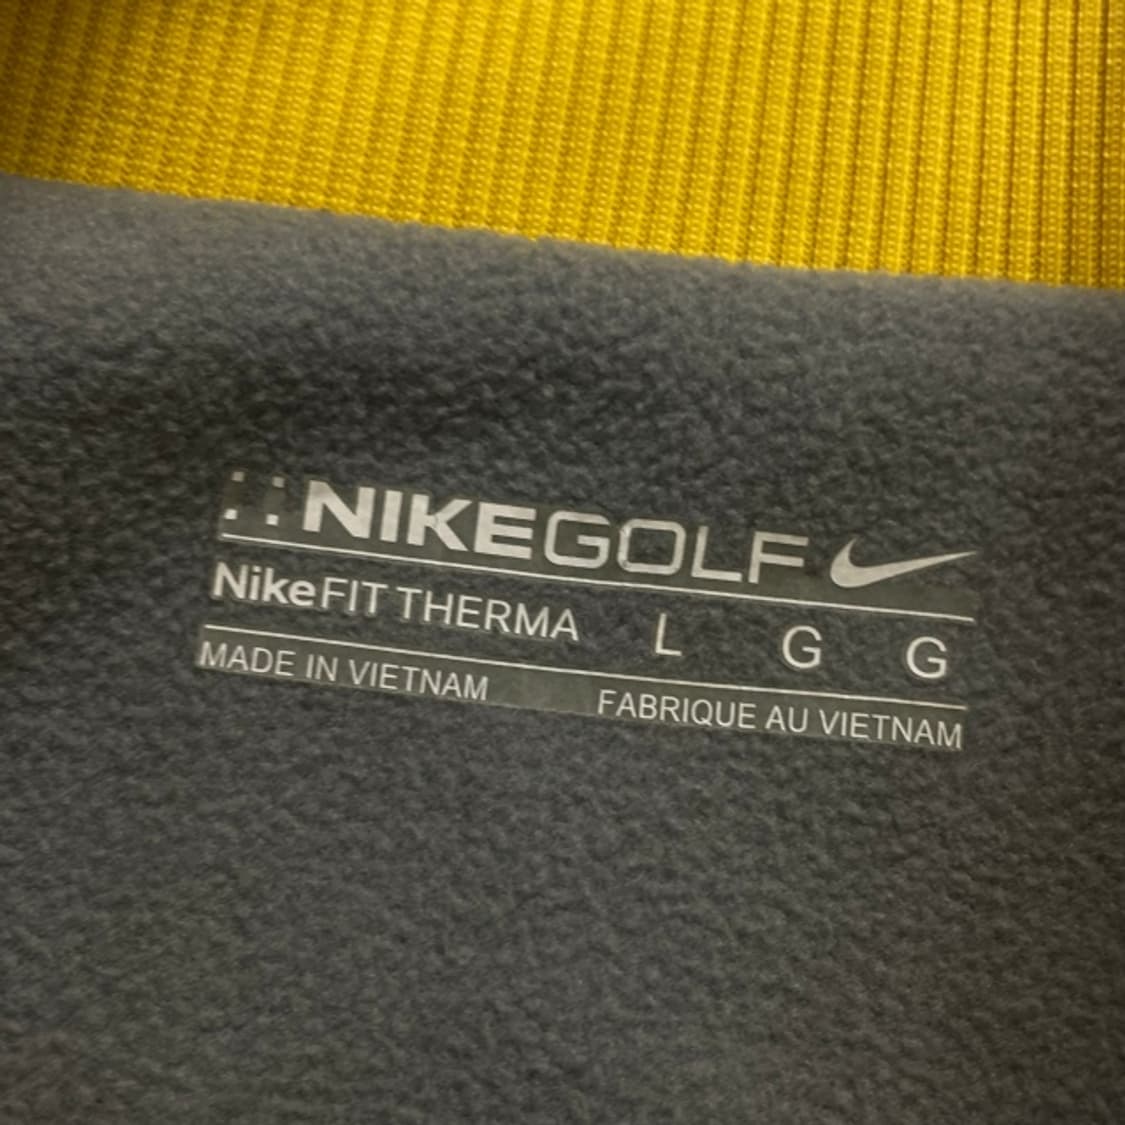 NIKEGOLF
NikeFIT THERMA L G G
MADE IN VIETNAM FABRIQUE AU VIETNAM